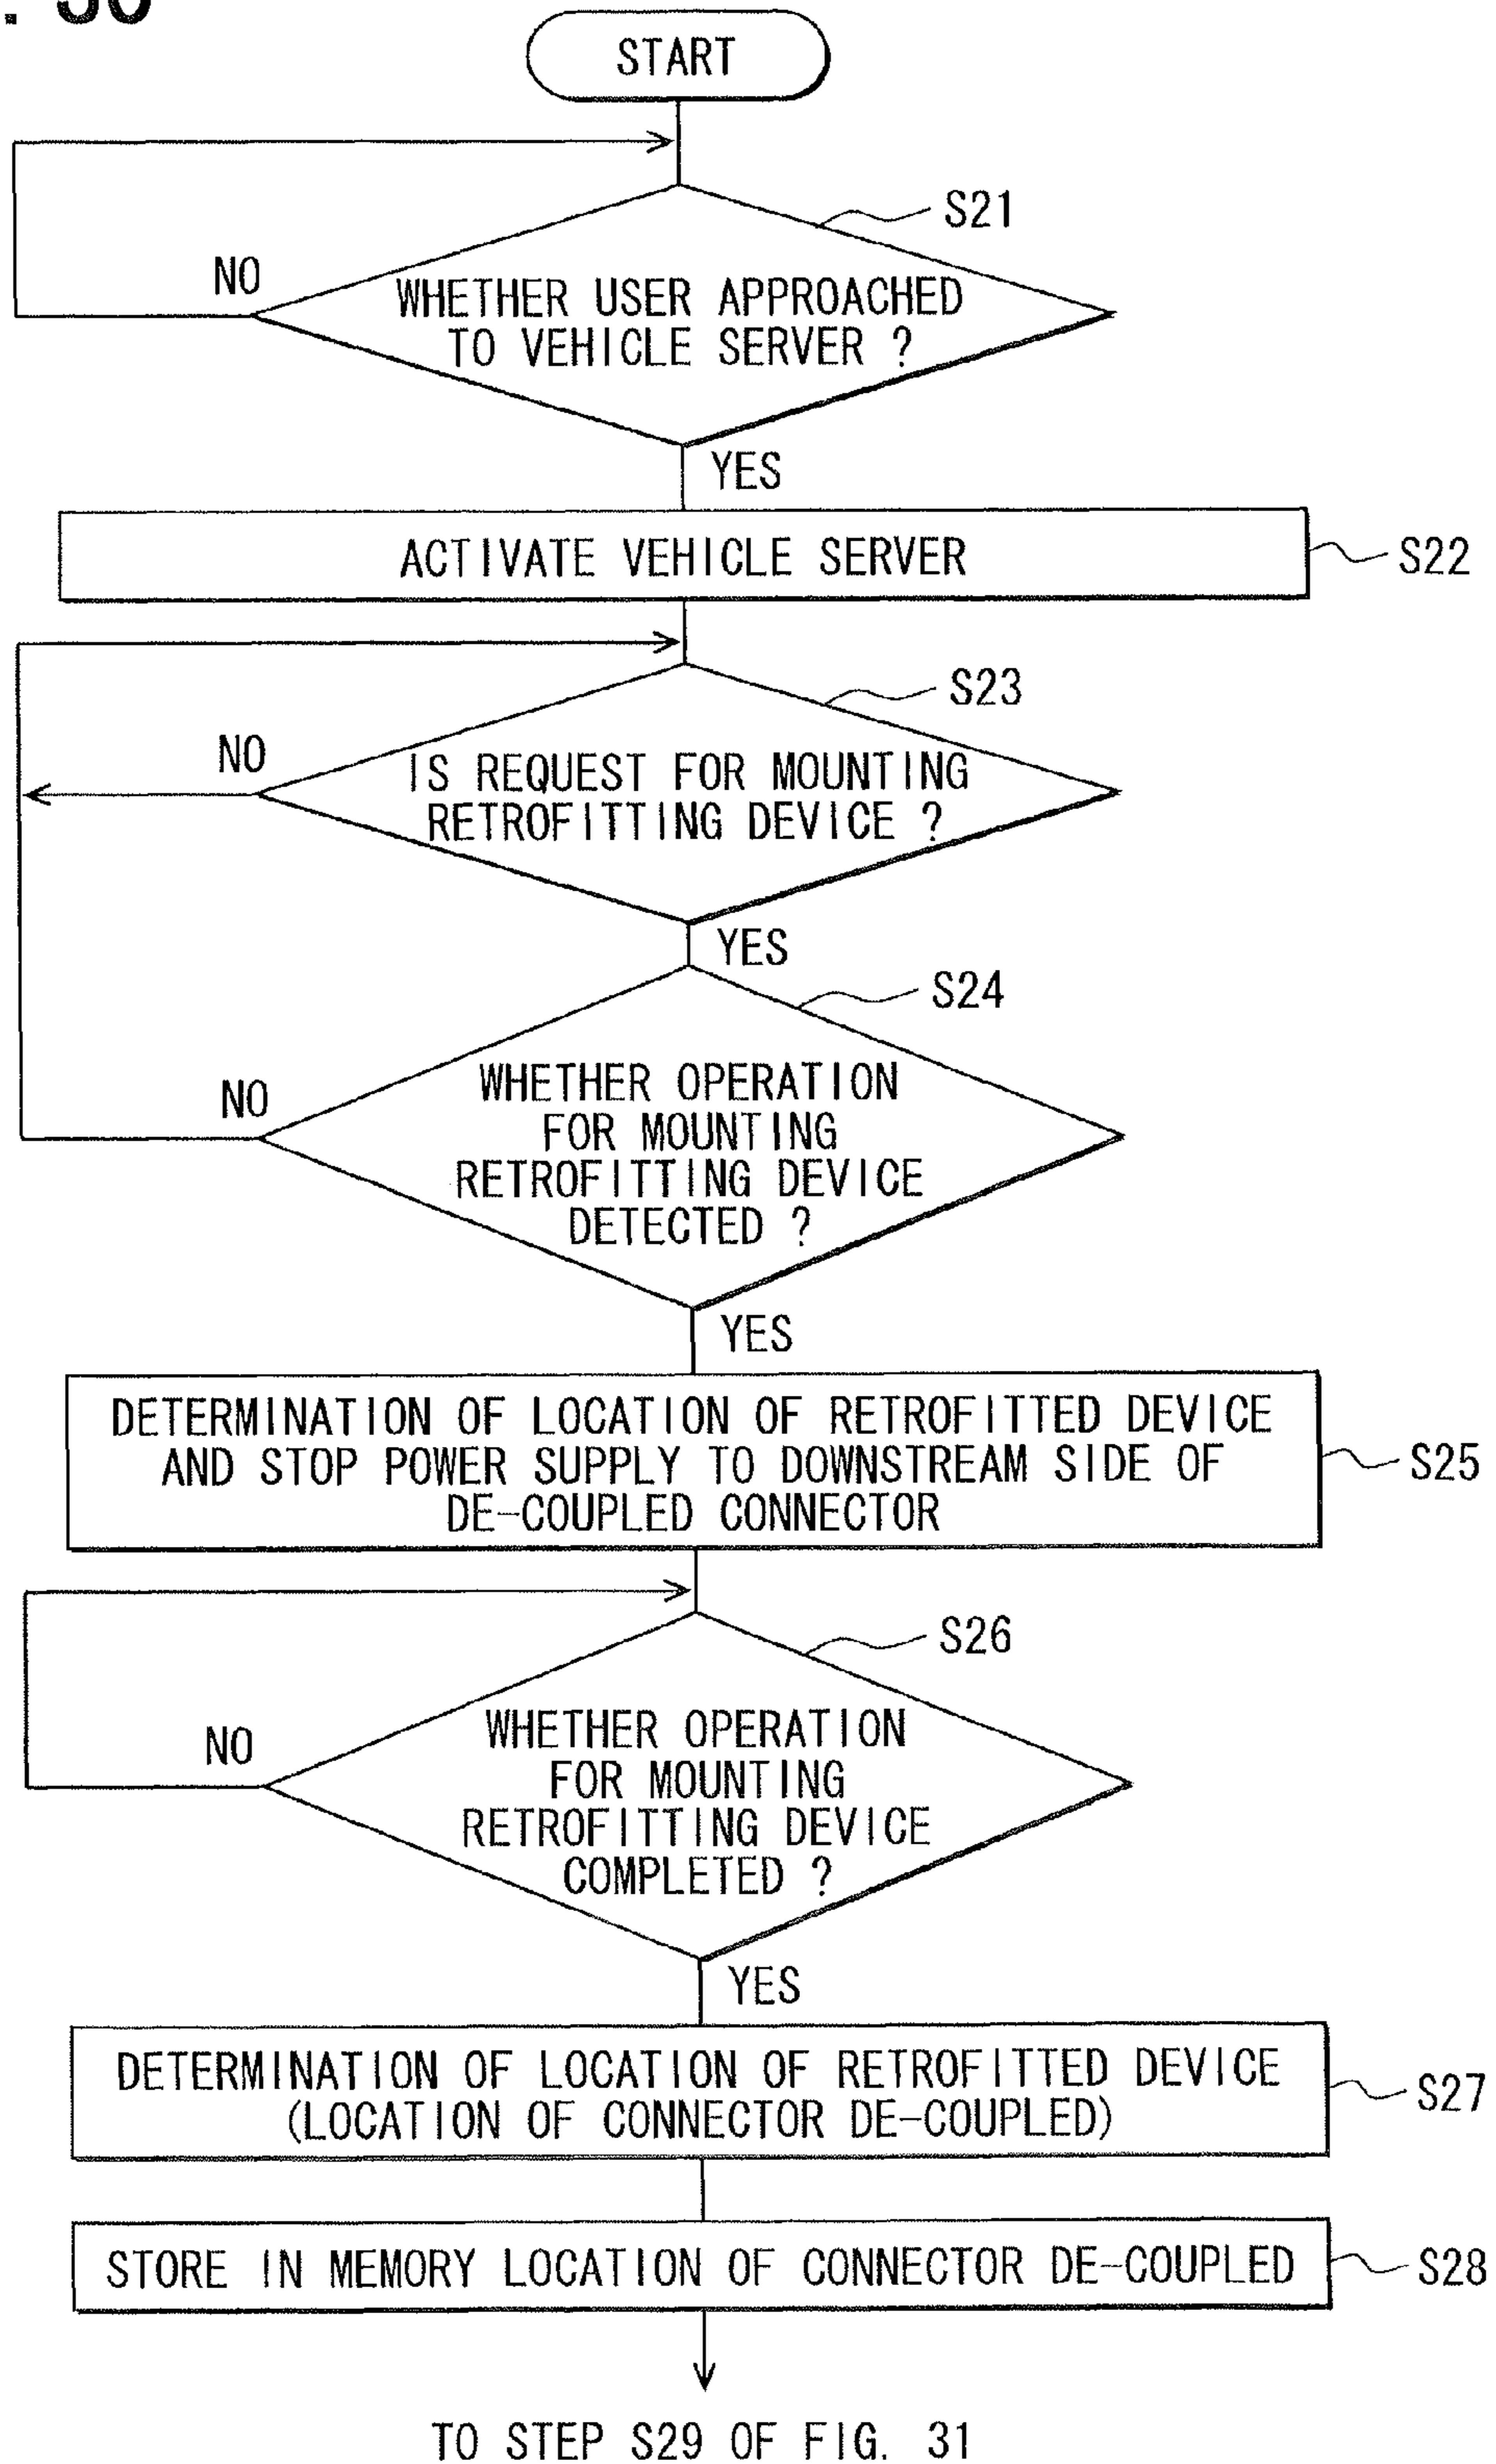 START
S21
NO
WHETHER USER APPROACHED
TO VEHICLE SERVER ?
YES
ACTIVATE VEHICLE SERVER
S22
S23
NO
IS REQUEST FOR MOUNTING
RETROFITTING DEVICE ?
YES
S24
NO
WHETHER OPERATION
FOR MOUNTING
RETROFITTING DEVICE
DETECTED ?
YES
DETERMINATION OF LOCATION OF RETROFITTED DEVICE
AND STOP POWER SUPPLY TO DOWNSTREAM SIDE OF
DE-COUPLED CONNECTOR
S25
S26
NO
WHETHER OPERATION
FOR MOUNTING
RETROFITTING DEVICE
COMPLETED ?
YES
DETERMINATION OF LOCATION OF RETROFITTED DEVICE
(LOCATION OF CONNECTOR DE-COUPLED)
S27
STORE IN MEMORY LOCATION OF CONNECTOR DE-COUPLED
S28
TO STEP S29 OF FIG. 31